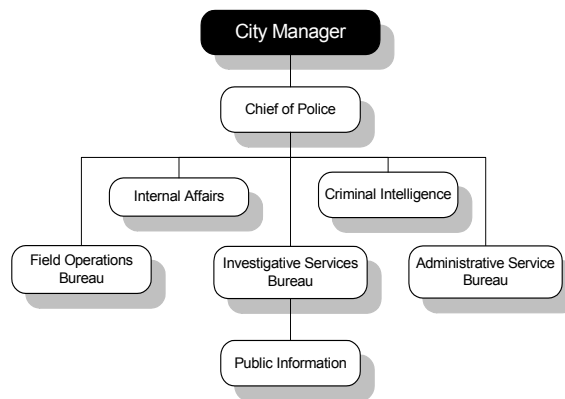 City Manager
Chief of Police
Internal Affairs
Criminal Intelligence
Field Operations
Bureau
Investigative Services
Bureau
Administrative Service
Bureau
Public Information